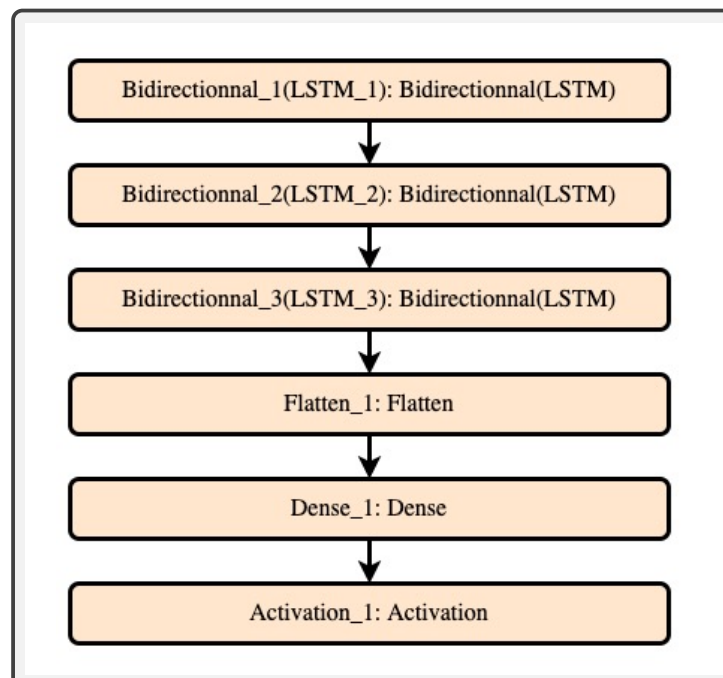 Bidirectionnal_1(LSTM_1): Bidirectionnal(LSTM)
Bidirectionnal_2(LSTM_2): Bidirectionnal(LSTM)
Bidirectionnal_3(LSTM_3): Bidirectionnal(LSTM)
Flatten_1: Flatten
Dense_1: Dense
Activation_1: Activation